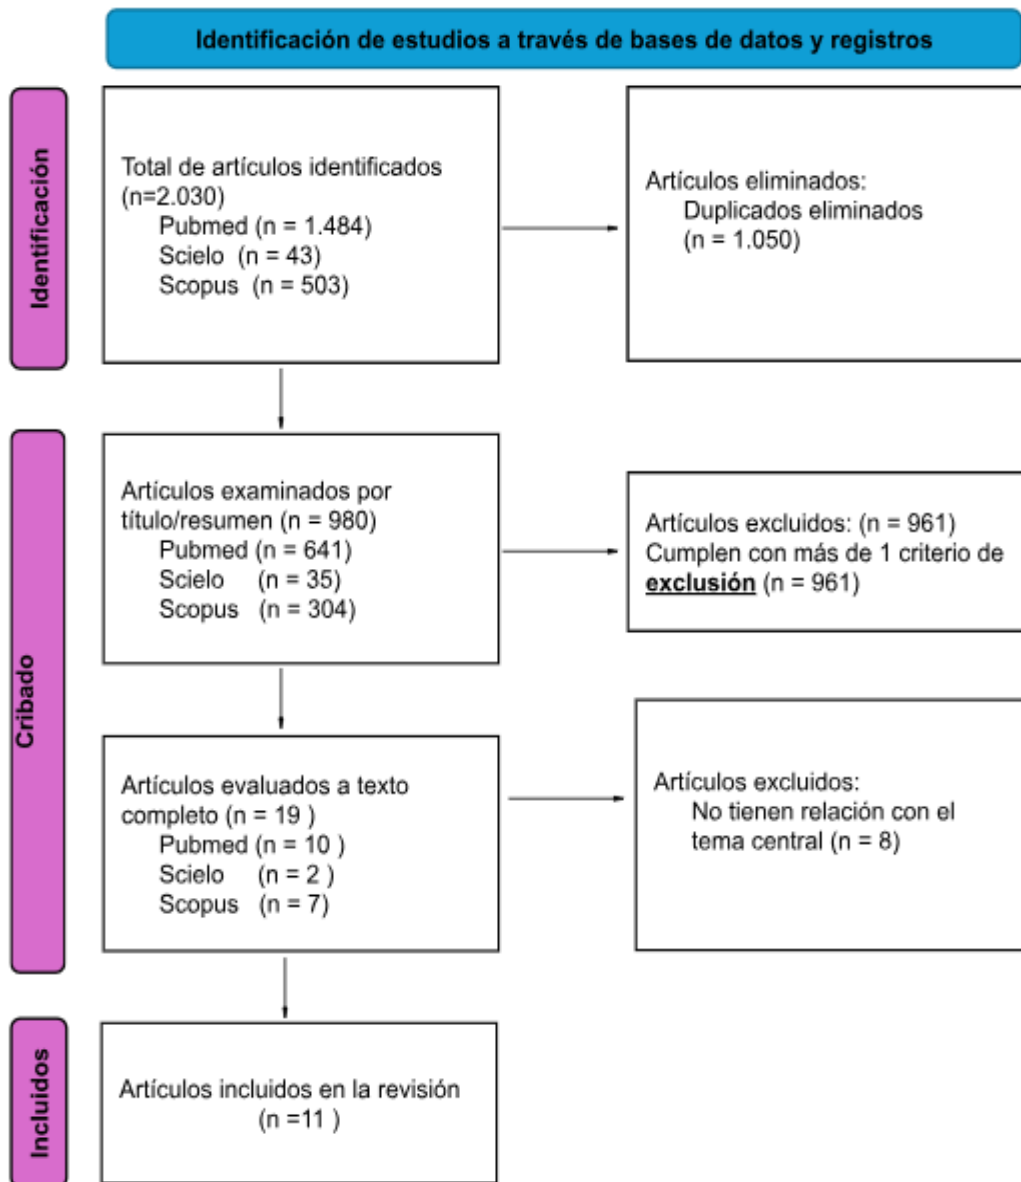 Identificación de estudios a través de bases de datos y registros
Identificación
Total de artículos identificados
(n=2.030)
Pubmed (n = 1.484)
Scielo (n = 43)
Scopus (n = 503)
Artículos eliminados:
Duplicados eliminados
(n = 1.050)
Cribado
Artículos examinados por
título/resumen (n = 980)
Pubmed (n = 641)
Scielo (n = 35)
Scopus (n = 304)
Artículos excluidos: (n = 961)
Cumplen con más de 1 criterio de
exclusión (n = 961)
Artículos evaluados a texto
completo (n = 19 )
Pubmed (n = 10 )
Scielo (n = 2 )
Scopus (n = 7)
Artículos excluidos:
No tienen relación con el
tema central (n = 8)
Incluidos
Artículos incluidos en la revisión
(n =11 )